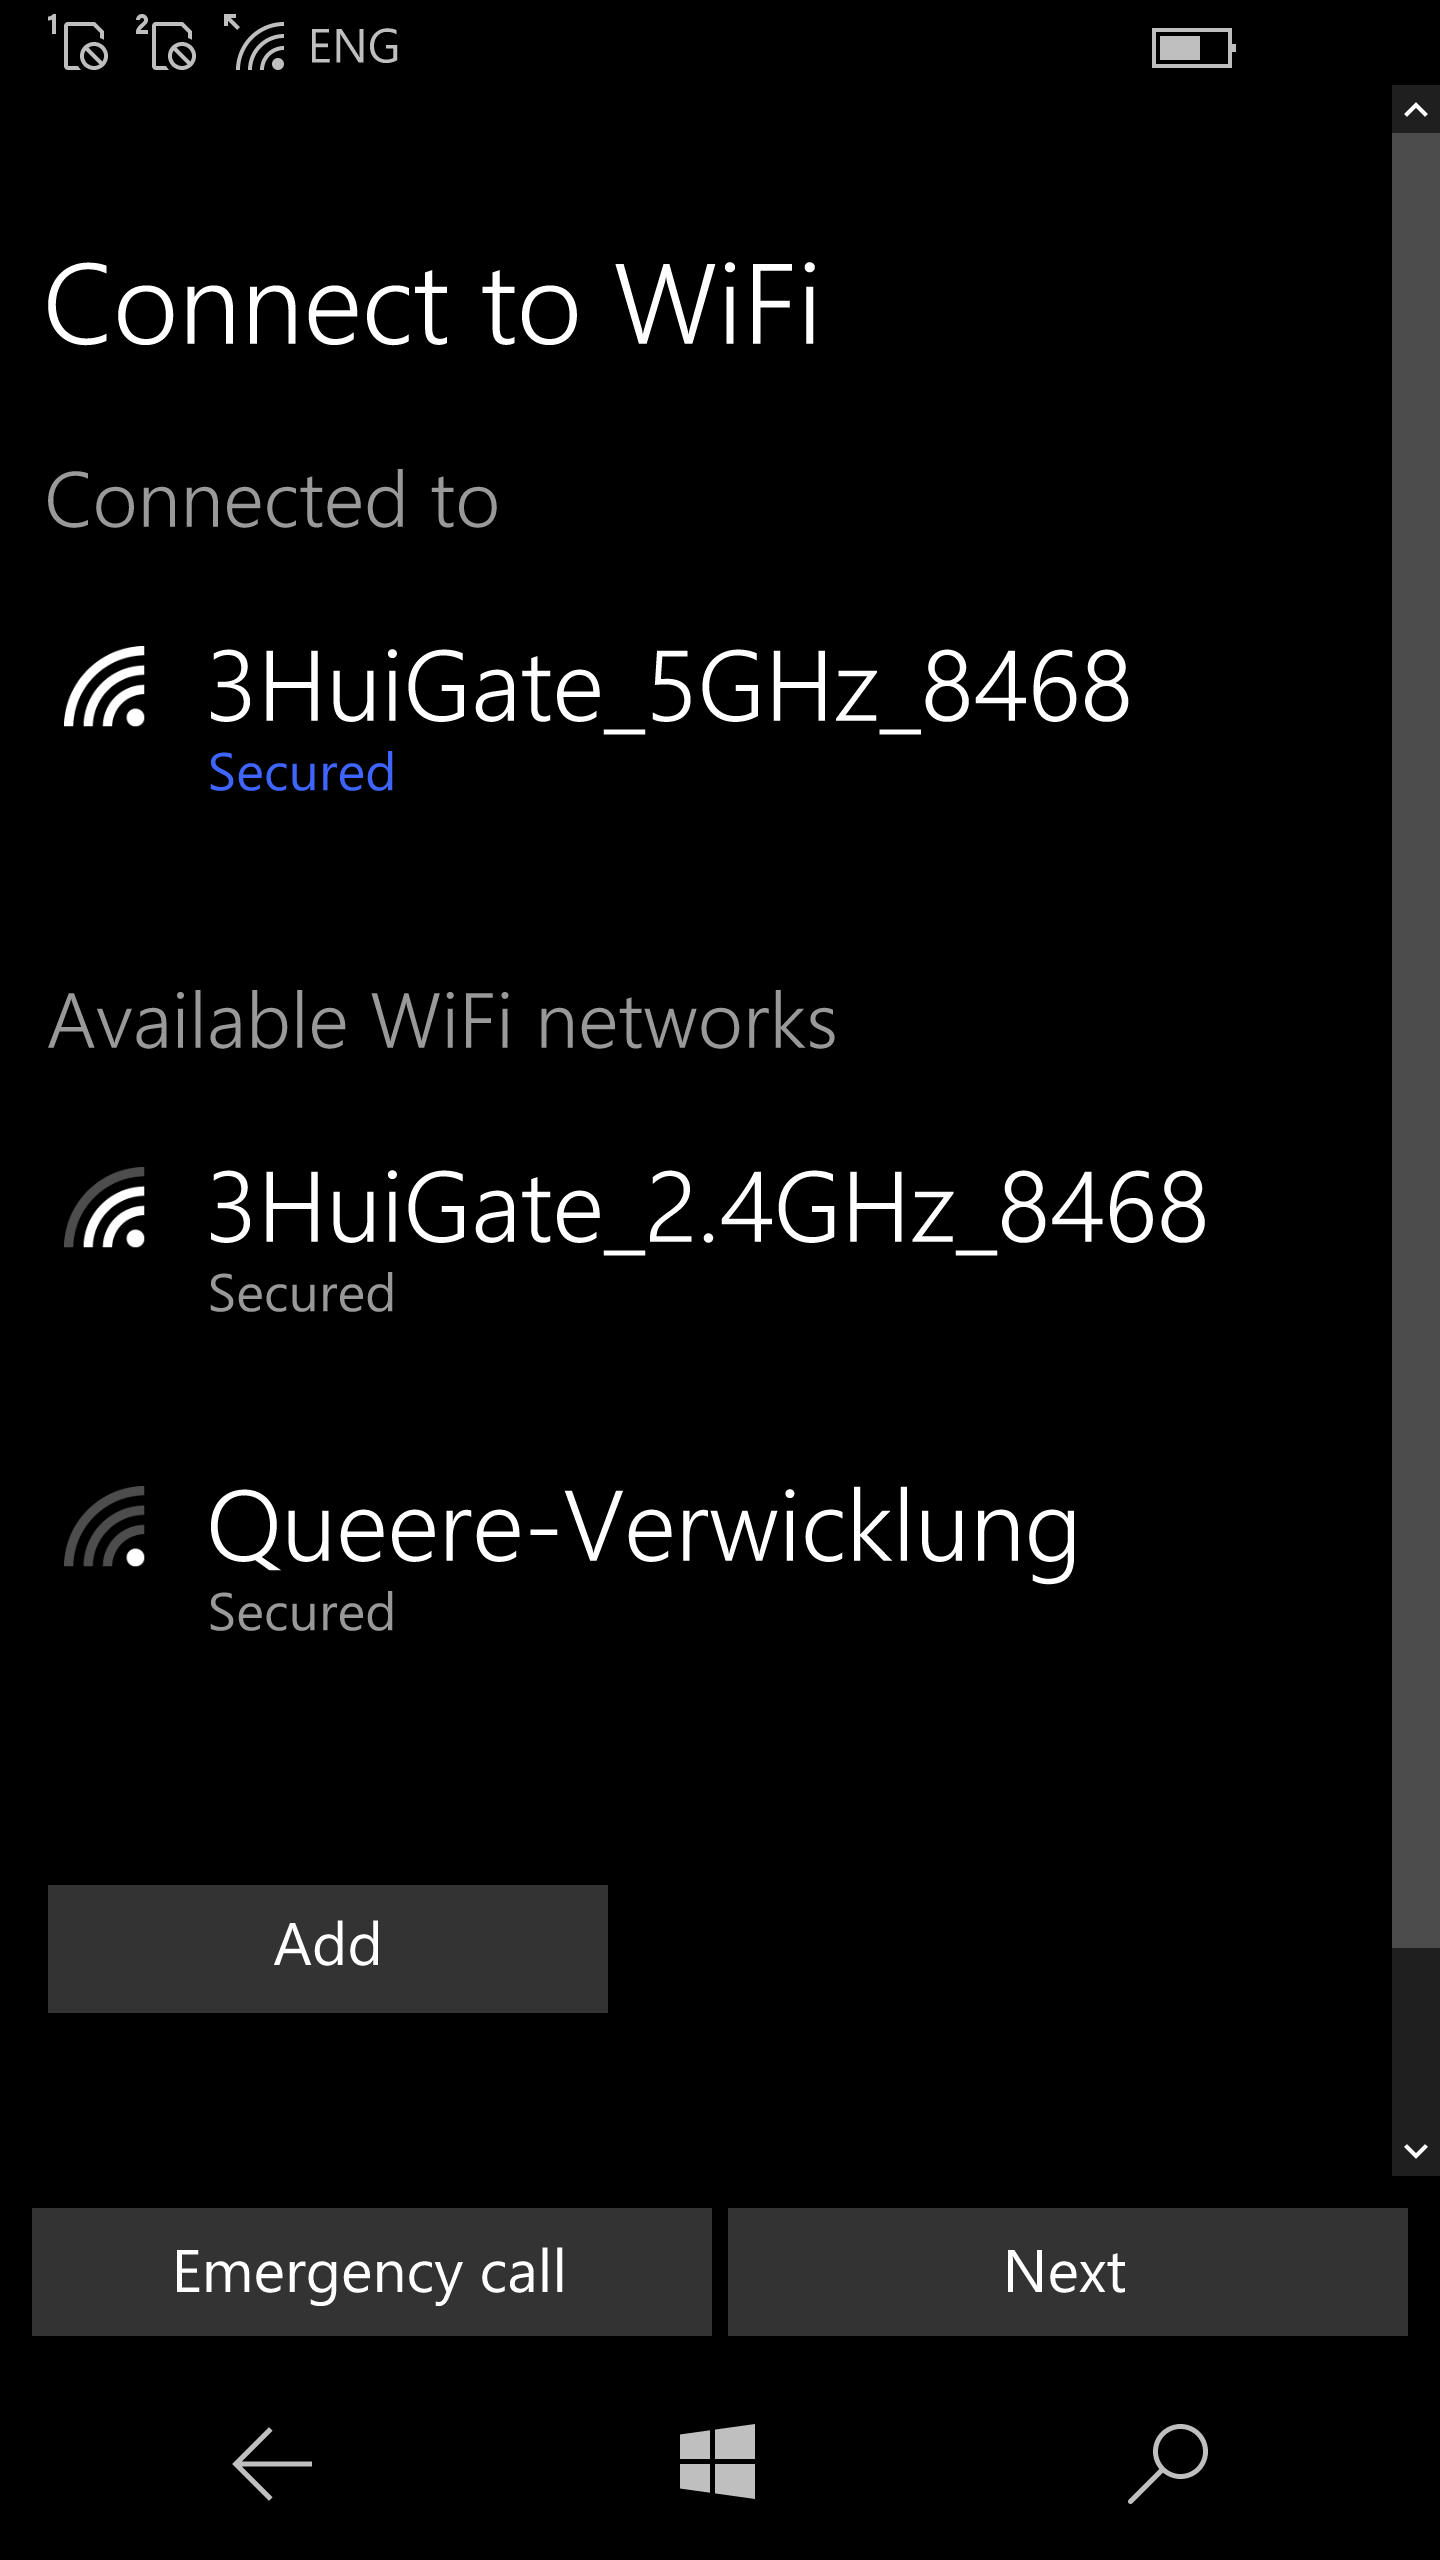 1 2 ENG
Connect to WiFi
Connected to
3HuiGate_5GHz_8468
Secured
Available WiFi networks
3HuiGate_2.4GHz_8468
Secured
Queere-Verwicklung
Secured
Add
Emergency call Next